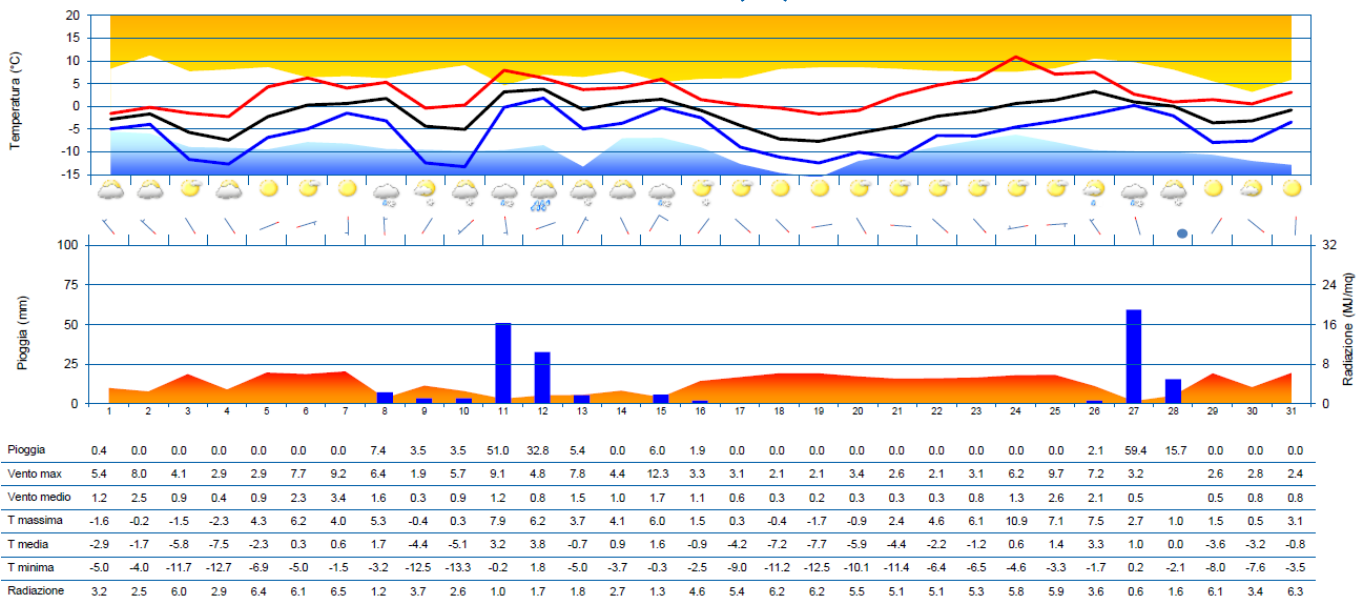 20
15
10
5
0
-5
-10
-15
Temperatura (°C)
100
75
50
25
0
Pioggia (mm)
32
24
16
8
0
Radiazione (MJ/mq)
1 2 3 4 5 6 7 8 9 10 11 12 13 14 15 16 17 18 19 20 21 22 23 24 25 26 27 28 29 30 31
Pioggia 0.4 0.0 0.0 0.0 0.0 0.0 0.0 7.4 3.5 3.5 51.0 32.8 5.4 0.0 6.0 1.9 0.0 0.0 0.0 0.0 0.0 0.0 0.0 0.0 0.0 2.1 59.4 15.7 0.0 0.0 0.0
Vento max 5.4 8.0 4.1 2.9 2.9 7.7 9.2 6.4 1.9 5.7 9.1 4.8 7.8 4.4 12.3 3.3 3.1 2.1 2.1 3.4 2.6 2.1 3.1 6.2 9.7 7.2 3.2 2.6 2.8 2.4
Vento medio 1.2 2.5 0.9 0.4 0.9 2.3 3.4 1.6 0.3 0.9 1.2 0.8 1.5 1.0 1.7 1.1 0.6 0.3 0.2 0.3 0.3 0.3 0.8 1.3 2.6 2.1 0.5 0.5 0.8 0.8
T massima -1.6 -0.2 -1.5 -2.3 4.3 6.2 4.0 5.3 -0.4 0.3 7.9 6.2 3.7 4.1 6.0 1.5 0.3 -0.4 -1.7 -0.9 2.4 4.6 6.1 10.9 7.1 7.5 2.7 1.0 1.5 0.5 3.1
T media -2.9 -1.7 -5.8 -7.5 -2.3 0.3 0.6 1.7 -4.4 -5.1 3.2 3.8 -0.7 0.9 1.6 -0.9 -4.2 -7.2 -7.7 -5.9 -4.4 -2.2 -1.2 0.6 1.4 3.3 1.0 0.0 -3.6 -3.2 -0.8
T minima -5.0 -4.0 -11.7 -12.7 -6.9 -5.0 -1.5 -3.2 -12.5 -13.3 -0.2 1.8 -5.0 -3.7 -0.3 -2.5 -9.0 -11.2 -12.5 -10.1 -11.4 -6.4 -6.5 -4.6 -3.3 -1.7 0.2 -2.1 -8.0 -7.6 -3.5
Radiazione 3.2 2.5 6.0 2.9 6.4 6.1 6.5 1.2 3.7 2.6 1.0 1.7 1.8 2.7 1.3 4.6 5.4 6.2 6.2 5.5 5.1 5.1 5.3 5.8 5.9 3.6 0.6 1.6 6.1 3.4 6.3